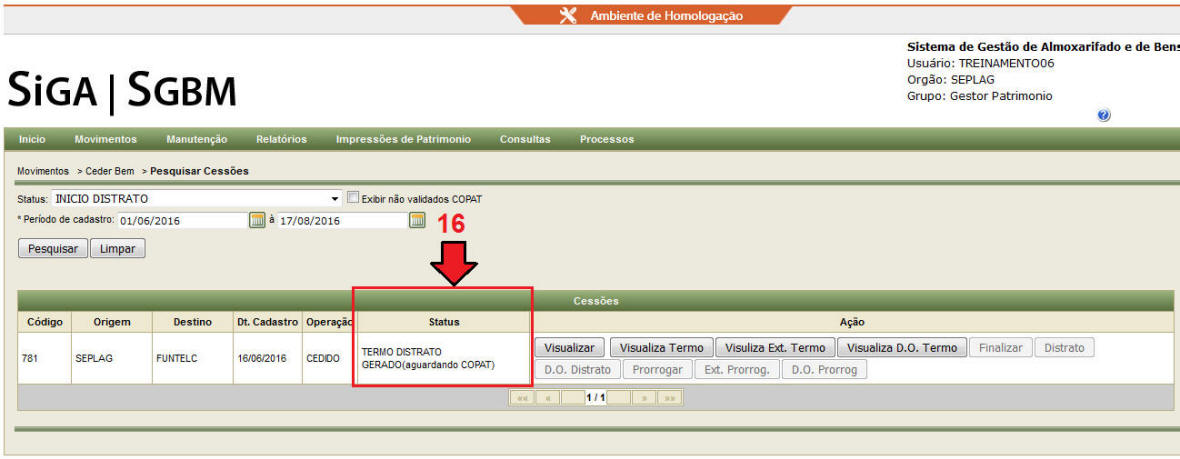 Ambiente de Homologação
Sistema de Gestão de Almoxarifado e de Bens
Usuário: TREINAMENTO06
Orgão: SEPLAG
Grupo: Gestor Patrimonio
SIGA | SGBM
?
Inicio Movimentos Manutenção Relatórios Impressões de Patrimonio Consultas Processos
Movimentos > Ceder Bem > Pesquisar Cessões
Status: INICIO DISTRATO Exibir não validados COPAT
* Período de cadastro: 01/06/2016 à 17/08/2016
16
Pesquisar Limpar
Cessões
Código Origem Destino Dt. Cadastro Operação Status Ação
781 SEPLAG FUNTELC 16/06/2016 CEDIDO TERMO DISTRATO GERADO(aguardando COPAT)
Visualizar Visualiza Termo Visuliza Ext. Termo Visualiza D.O. Termo Finalizar Distrato
D.O. Distrato Prorrogar Ext. Prorrog. D.O. Prorrog
«« « 1 / 1 » »»